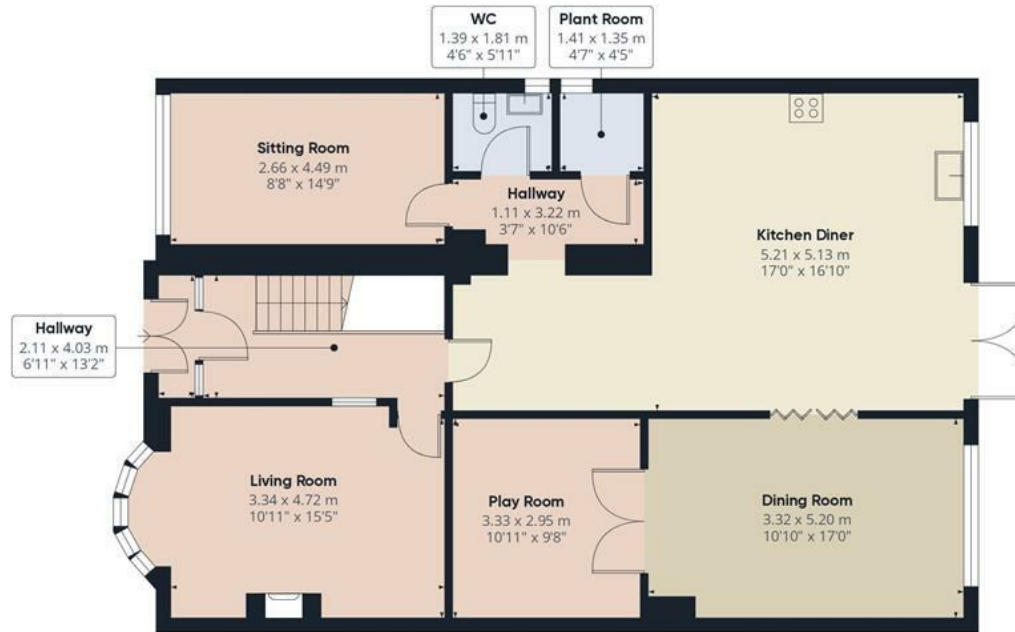 WC
1.39 x 1.81 m
4'6" x 5'11"
Plant Room
1.41 x 1.35 m
4'7" x 4'5"
Sitting Room
2.66 x 4.49 m
8'8" x 14'9"
Hallway
1.11 x 3.22 m
3'7" x 10'6"
Kitchen Diner
5.21 x 5.13 m
17'0" x 16'10"
Hallway
2.11 x 4.03 m
6'11" x 13'2"
Living Room
3.34 x 4.72 m
10'11" x 15'5"
Play Room
3.33 x 2.95 m
10'11" x 9'8"
Dining Room
3.32 x 5.20 m
10'10" x 17'0"